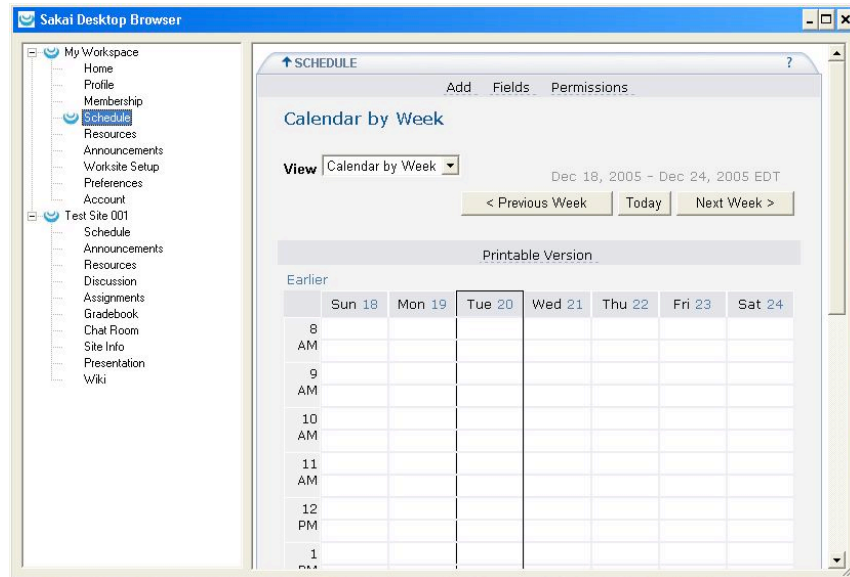 Sakai Desktop Browser
My Workspace
Home
Profile
Membership
Schedule
Resources
Announcements
Worksite Setup
Preferences
Account
Test Site 001
Schedule
Announcements
Resources
Discussion
Assignments
Gradebook
Chat Room
Site Info
Presentation
Wiki
SCHEDULE ?
Add Fields Permissions
Calendar by Week
View Calendar by Week
Dec 18, 2005 - Dec 24, 2005 EDT
< Previous Week Today Next Week >
Printable Version
Earlier
Sun 18 Mon 19 Tue 20 Wed 21 Thu 22 Fri 23 Sat 24
8
AM
9
AM
10
AM
11
AM
12
PM
1